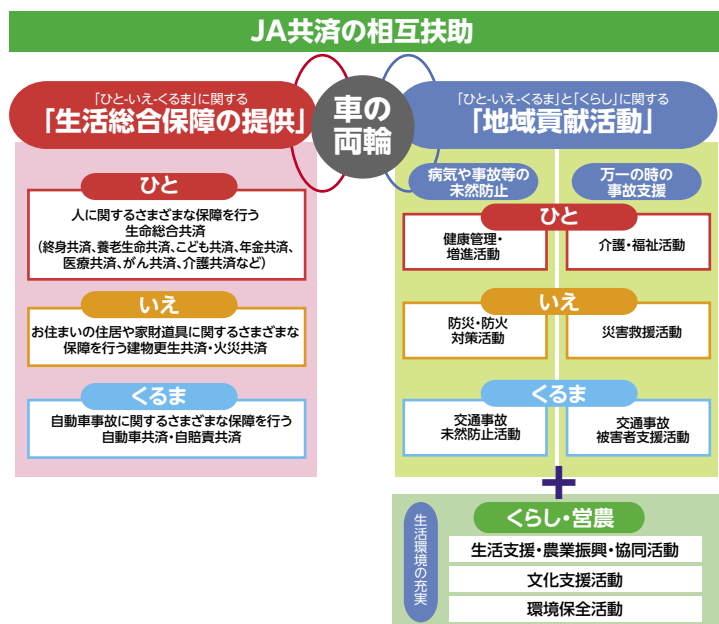 JA共済の相互扶助
「ひと-いえ-くるま」に関する
「生活総合保障の提供」
車の
両輪
「ひと-いえ-くるま」と「くらし」に関する
「地域貢献活動」
ひと
人に関するさまざまな保障を行う
生命総合共済
(終身共済、養老生命共済、こども共済、年金共済、
医療共済、がん共済、介護共済など)
いえ
お住まいの住居や家財道具に関するさまざまな
保障を行う建物更生共済・火災共済
くるま
自動車事故に関するさまざまな保障を行う
自動車共済・自賠責共済
病気や事故等の
未然防止
万一の時の
事故支援
ひと
健康管理・
増進活動
介護・福祉活動
いえ
防災・防火
対策活動
災害救援活動
くるま
交通事故
未然防止活動
交通事故
被害者支援活動
+
生活環境の充実
くらし・営農
生活支援・農業振興・協同活動
文化支援活動
環境保全活動